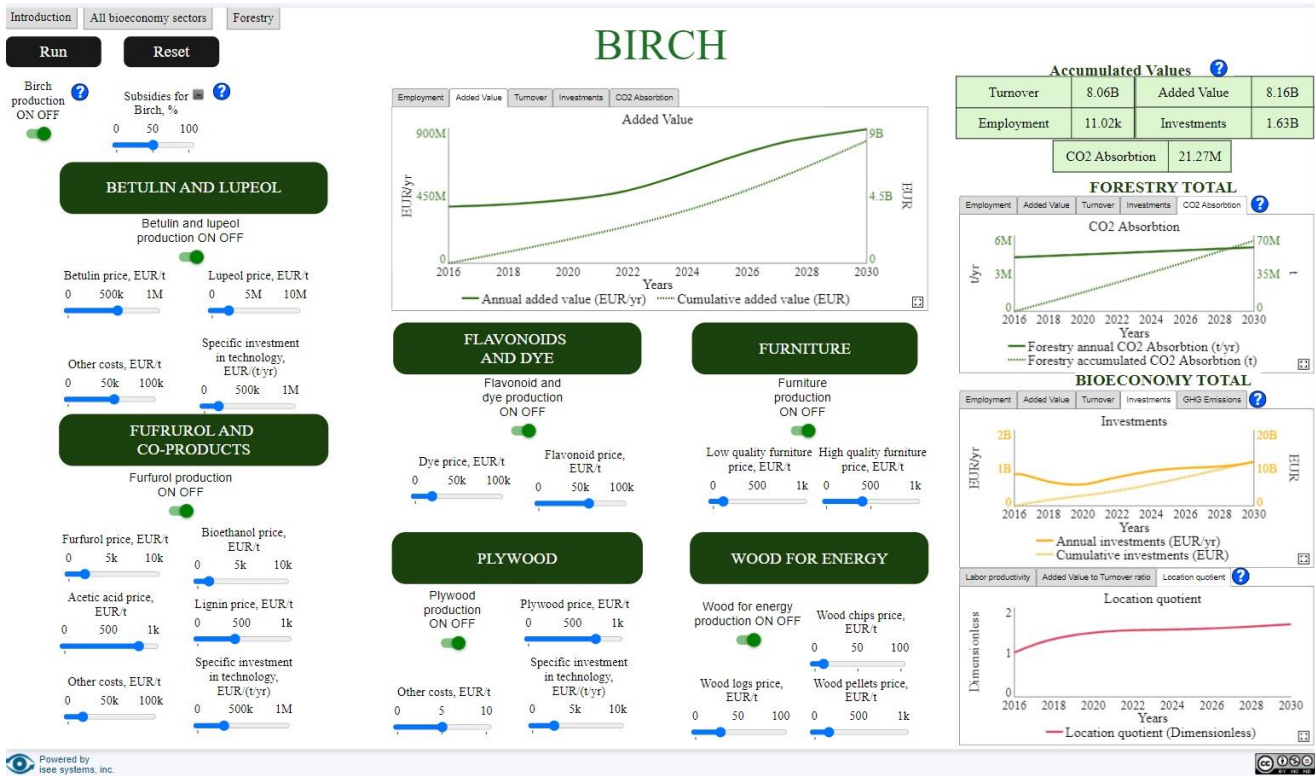 Introduction
All bioeconomy sectors
Forestry
Run
Reset
BIRCH
Birch
production
ON OFF
?
Subsidies for
Birch, %
?
0 50 100
BETULIN AND LUPEOL
Betulin and lupeol
production ON OFF
Betulin price, EUR/t
0 500k 1M
Lupeol price, EUR/t
0 5M 10M
Other costs, EUR/t
0 50k 100k
Specific investment
in technology,
EUR/(t/yr)
0 500k 1M
FUFRUROL AND
CO-PRODUCTS
Furfurol production
ON OFF
Furfurol price, EUR/t
0 5k 10k
Bioethanol price,
EUR/t
0 5k 10k
Acetic acid price,
EUR/t
0 500 1k
Lignin price, EUR/t
0 500 1k
Other costs, EUR/t
0 50k 100k
Specific investment
in technology,
EUR/(t/yr)
0 500k 1M
Employment Added Value Turnover Investments CO2 Absorbtion
Added Value
900M
450M
0
EUR/yr
9B
4.5B
0
EUR
2016 2018 2020 2022 2024 2026 2028 2030
Years
Annual added value (EUR/yr) Cumulative added value (EUR)
FLAVONOIDS
AND DYE
Flavonoid and
dye production
ON OFF
Dye price, EUR/t
0 50k 100k
Flavonoid price,
EUR/t
0 50k 100k
FURNITURE
Furniture
production
ON OFF
Low quality furniture
price, EUR/t
0 500 1k
High quality furniture
price, EUR/t
0 500 1k
PLYWOOD
Plywood
production
ON OFF
Plywood price, EUR/t
0 500 1k
Other costs, EUR/t
0 5 10
Specific investment
in technology,
EUR/(t/yr)
0 5k 10k
WOOD FOR ENERGY
Wood for energy
production ON OFF
Wood chips price,
EUR/t
0 50 100
Wood logs price,
EUR/t
0 50 100
Wood pellets price,
EUR/t
0 500 1k
Accumulated Values ?
Turnover 8.06B Added Value 8.16B
Employment 11.02k Investments 1.63B
CO2 Absorbtion 21.27M
FORESTRY TOTAL
Employment Added Value Turnover Investments CO2 Absorbtion ?
CO2 Absorbtion
6M
3M
0
t/yr
70M
35M
0
t
2016 2018 2020 2022 2024 2026 2028 2030
Years
Forestry annual CO2 Absorbtion (t/yr)
Forestry accumulated CO2 Absorbtion (t)
BIOECONOMY TOTAL
Employment Added Value Turnover Investments GHG Emissions ?
Investments
2B
1B
0
EUR/yr
20B
10B
0
EUR
2016 2018 2020 2022 2024 2026 2028 2030
Years
Annual investments (EUR/yr)
Cumulative investments (EUR)
Labor productivity Added Value to Turnover ratio Location quotient ?
Location quotient
2
1
0
Dimensionless
2016 2018 2020 2022 2024 2026 2028 2030
Years
Location quotient (Dimensionless)
Powered by
isee systems, inc.
cc